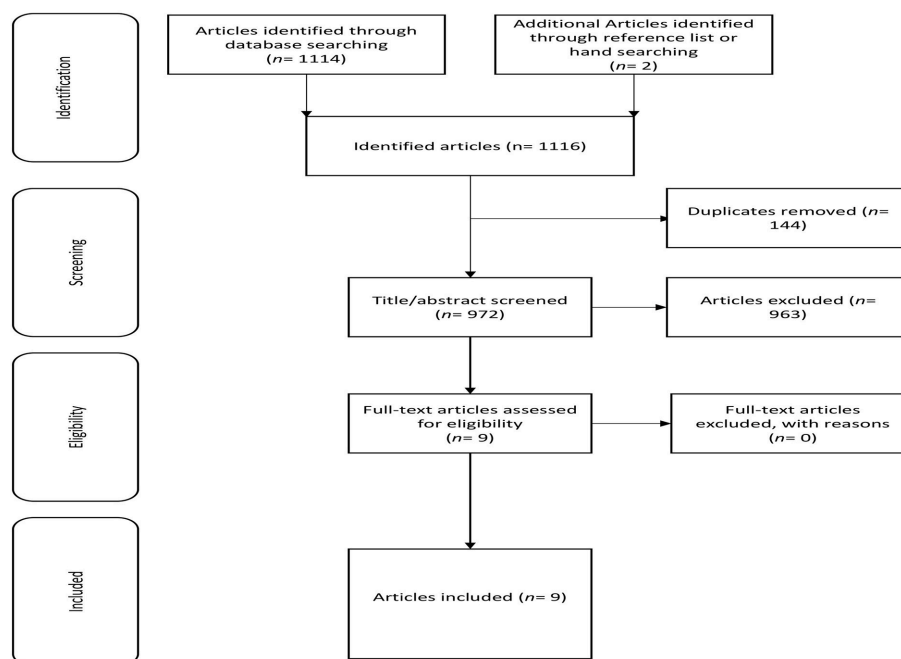 Identification
Articles identified through
database searching
(n= 1114)
Additional Articles identified
through reference list or
hand searching
(n= 2)
Identified articles (n= 1116)
Screening
Duplicates removed (n=
144)
Title/abstract screened
(n= 972)
Articles excluded (n=
963)
Eligibility
Full-text articles assessed
for eligibility
(n= 9)
Full-text articles
excluded, with reasons
(n= 0)
Included
Articles included (n= 9)